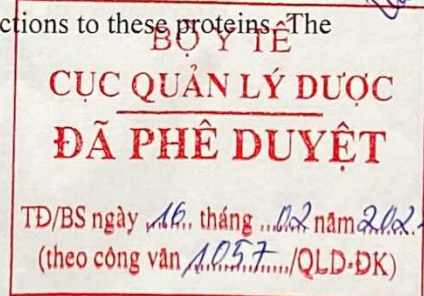 ctions to these proteins. The
BỘ Y TẾ
CỤC QUẢN LÝ DƯỢC
ĐÃ PHÊ DUYỆT
TĐ/BS ngày 16 tháng 02 năm 202
(theo công văn 1057/QLD-ĐK)